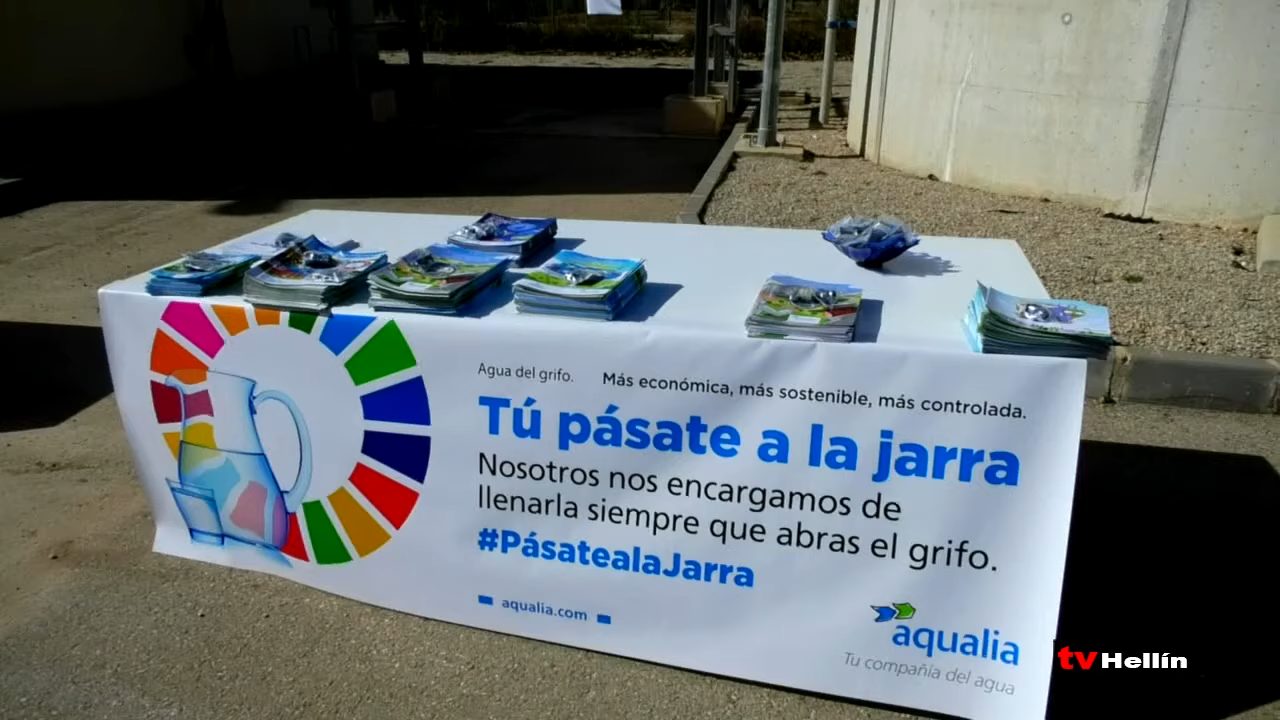 Agua del grifo. Más económica, más sostenible, más controlada.
Tú pásate a la jarra
Nosotros nos encargamos de
llenarla siempre que abras el grifo.
#PásatealaJarra
aqualia.com
aqualia
Tu compañía del agua
tvHellín